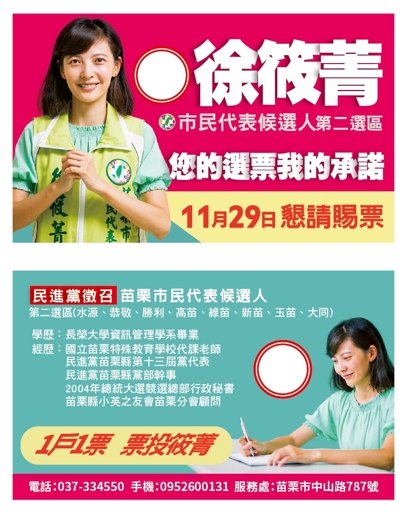 徐筱菁
市民代表候選人第二選區
您的選票我的承諾
11月29日懇請賜票
徐筱菁
民進黨徵召 苗栗市民代表候選人
第二選區(水源、恭敬、勝利、高苗、綠苗、新苗、玉苗、大同)
學歷：長榮大學資訊管理學系畢業
經歷：國立苗栗特殊教育學校代課老師
民進黨苗栗縣第十三屆黨代表
民進黨苗栗縣黨部幹事
2004年總統大選競選總部行政秘書
苗栗縣小英之友會苗栗分會顧問
1戶1票 票投筱菁
電話：037-334550 手機：0952600131 服務處：苗栗市中山路787號